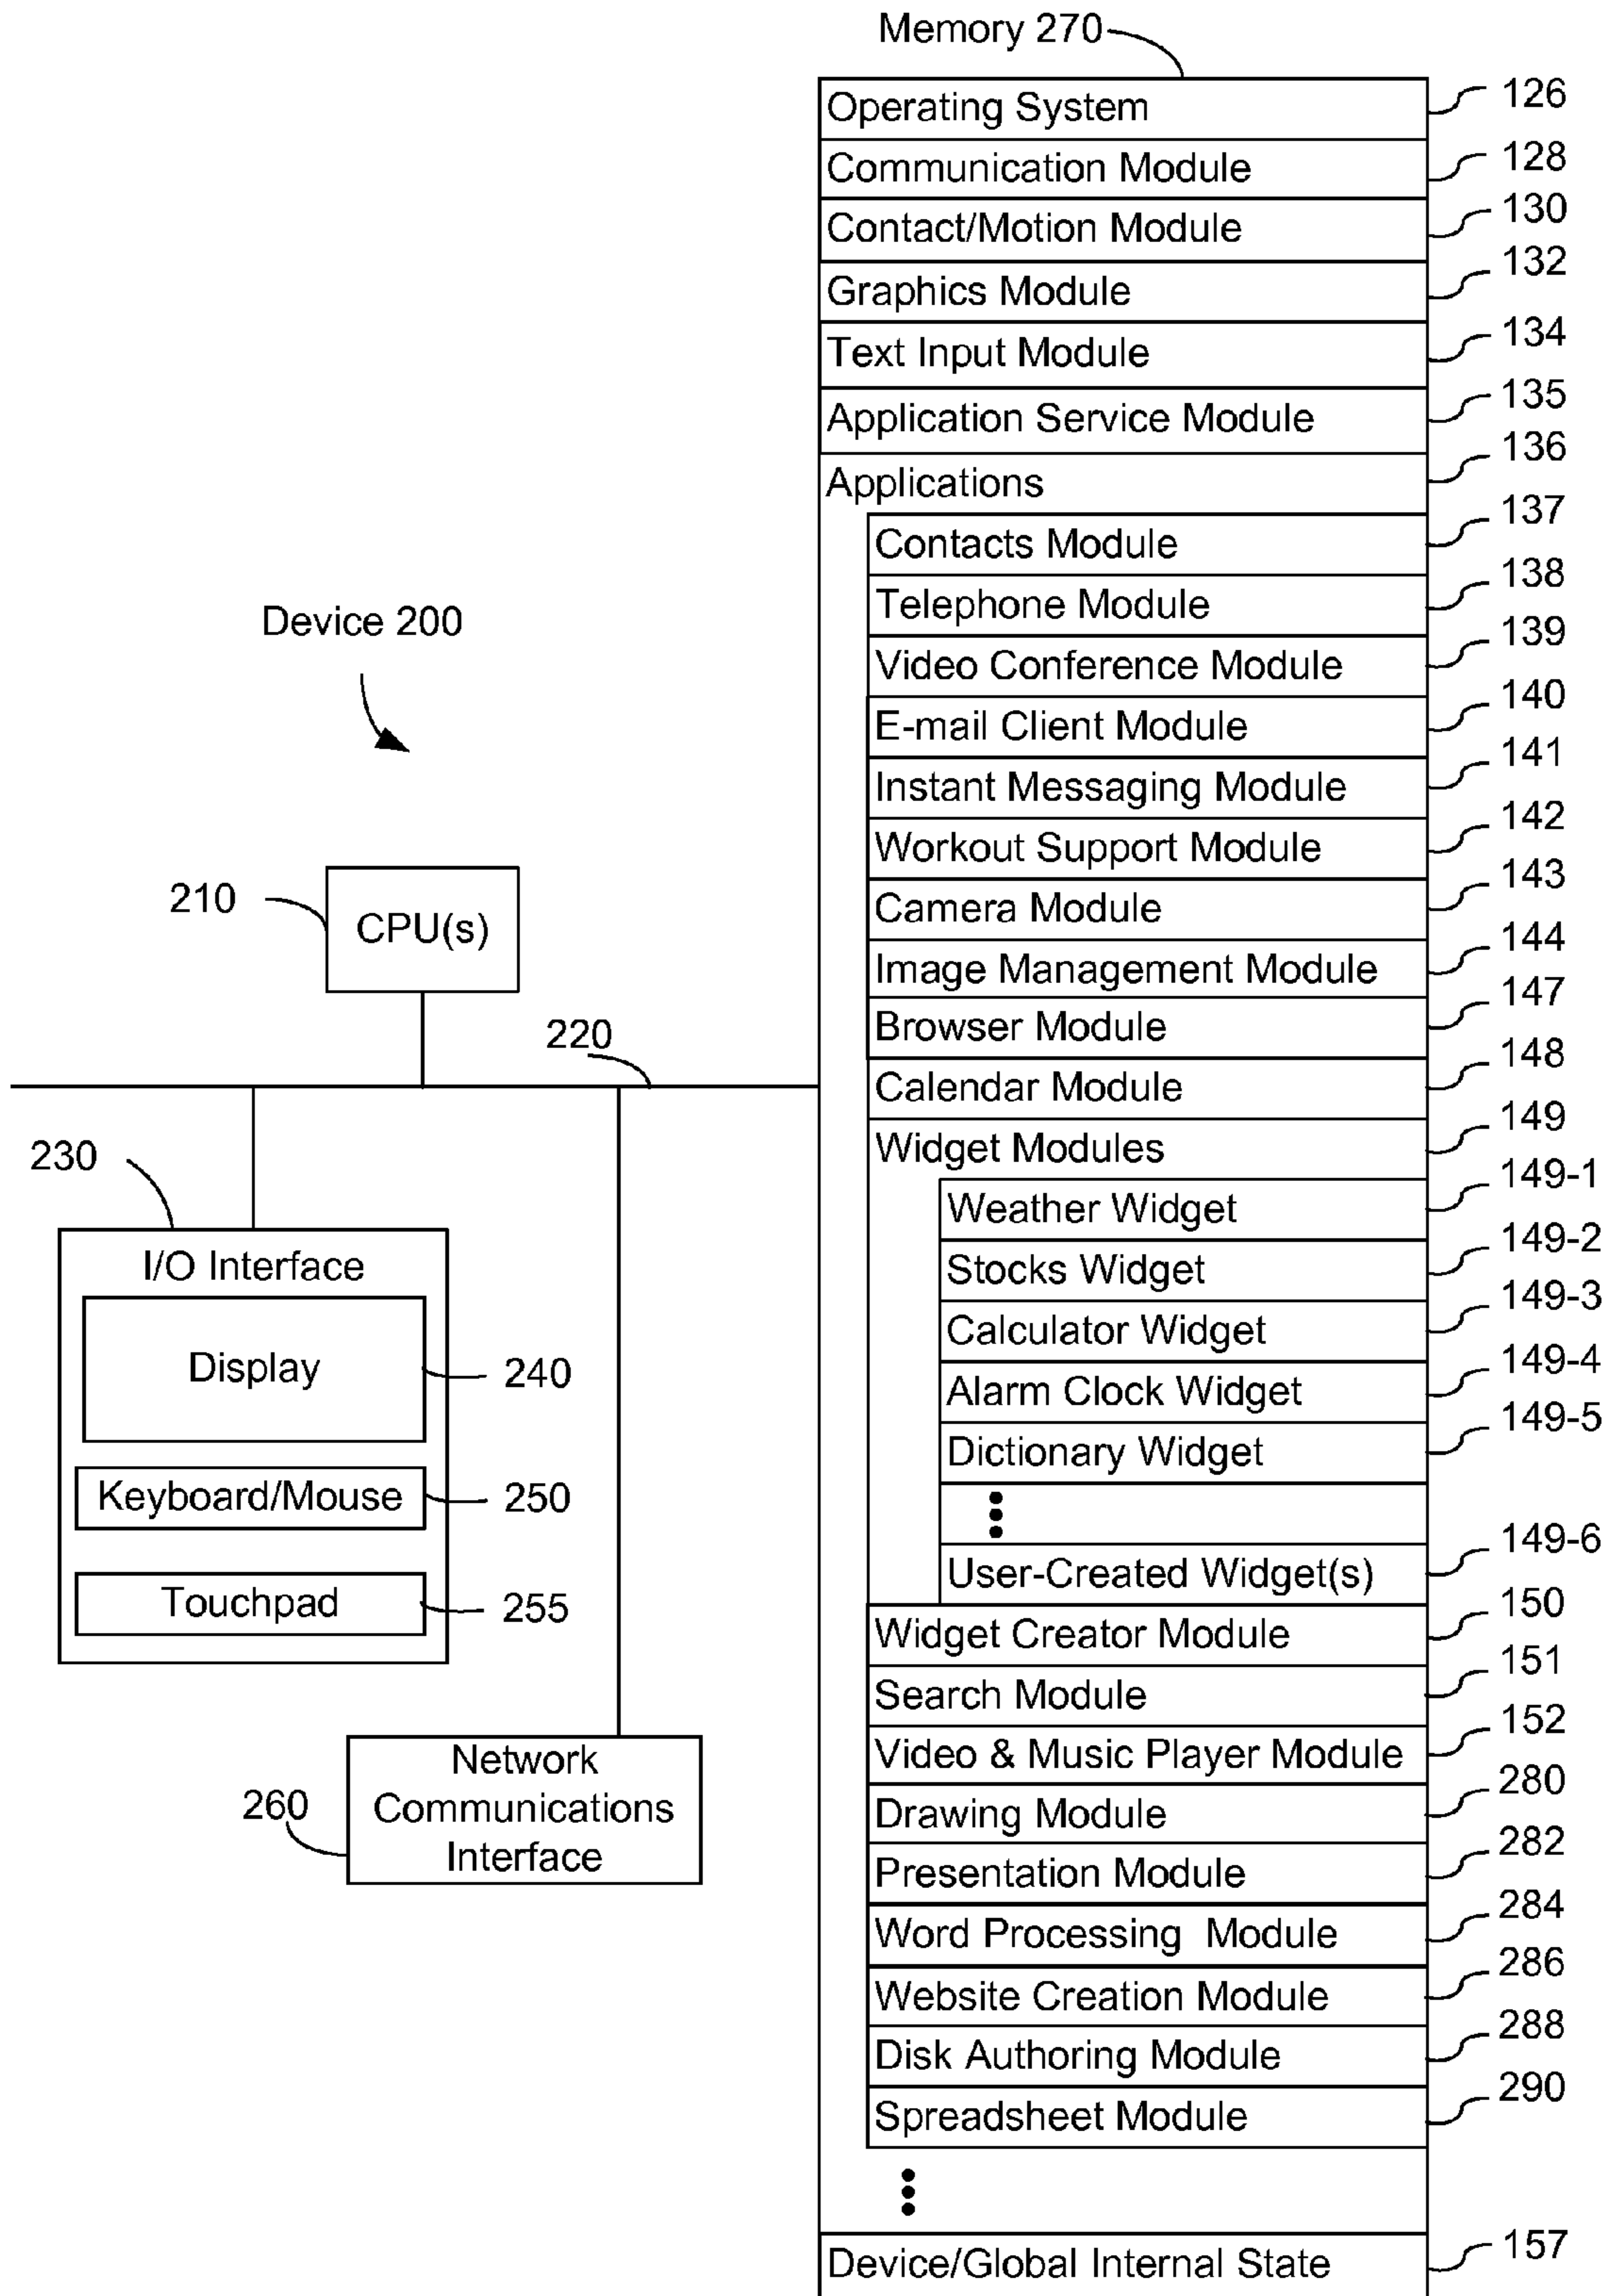 Memory 270
Operating System 126
Communication Module 128
Contact/Motion Module 130
Graphics Module 132
Text Input Module 134
Application Service Module 135
Applications 136
Contacts Module 137
Telephone Module 138
Video Conference Module 139
E-mail Client Module 140
Instant Messaging Module 141
Workout Support Module 142
Camera Module 143
Image Management Module 144
Browser Module 147
Calendar Module 148
Widget Modules 149
Weather Widget 149-1
Stocks Widget 149-2
Calculator Widget 149-3
Alarm Clock Widget 149-4
Dictionary Widget 149-5
User-Created Widget(s) 149-6
Widget Creator Module 150
Search Module 151
Video & Music Player Module 152
Drawing Module 280
Presentation Module 282
Word Processing Module 284
Website Creation Module 286
Disk Authoring Module 288
Spreadsheet Module 290
Device/Global Internal State 157
Device 200
210
CPU(s)
220
230
I/O Interface
Display 240
Keyboard/Mouse 250
Touchpad 255
260
Network
Communications
Interface